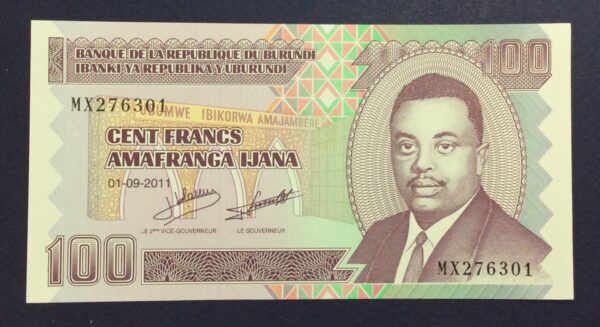 BANQUE DE LA REPUBLIQUE DU BURUNDI
IBANKI YA REPUBLIKA Y'UBURUNDI
100
MX276301
UBUMWE IBIKORWA AMAJAMBERE
CENT FRANCS
AMAFRANGA IJANA
01-09-2011
LE 2ème VICE-GOUVERNEUR
LE GOUVERNEUR
100
MX276301